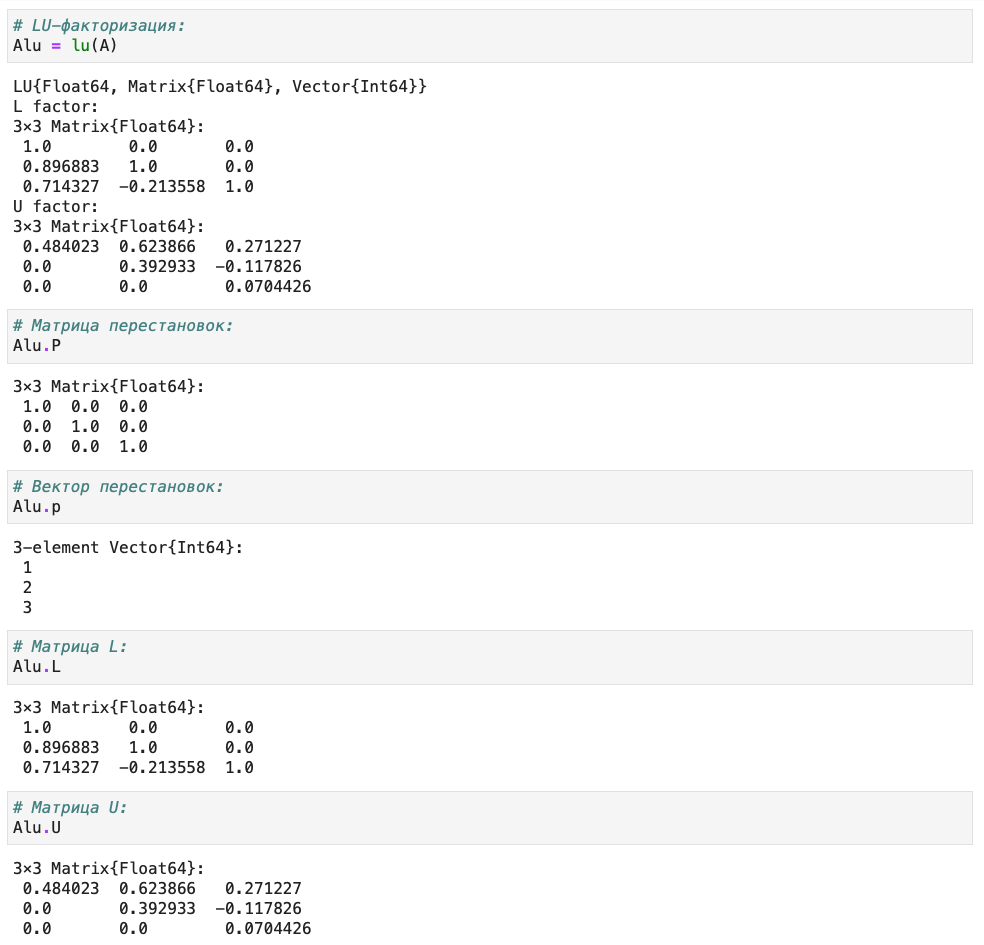 # LU-факторизация:
Alu = lu(A)
LU{Float64, Matrix{Float64}, Vector{Int64}}
L factor:
3×3 Matrix{Float64}:
 1.0        0.0       0.0
 0.896883   1.0       0.0
 0.714327  -0.213558  1.0
U factor:
3×3 Matrix{Float64}:
 0.484023  0.623866   0.271227
 0.0       0.392933  -0.117826
 0.0       0.0        0.0704426
# Матрица перестановок:
Alu.P
3×3 Matrix{Float64}:
 1.0  0.0  0.0
 0.0  1.0  0.0
 0.0  0.0  1.0
# Вектор перестановок:
Alu.p
3-element Vector{Int64}:
 1
 2
 3
# Матрица L:
Alu.L
3×3 Matrix{Float64}:
 1.0        0.0       0.0
 0.896883   1.0       0.0
 0.714327  -0.213558  1.0
# Матрица U:
Alu.U
3×3 Matrix{Float64}:
 0.484023  0.623866   0.271227
 0.0       0.392933  -0.117826
 0.0       0.0        0.0704426